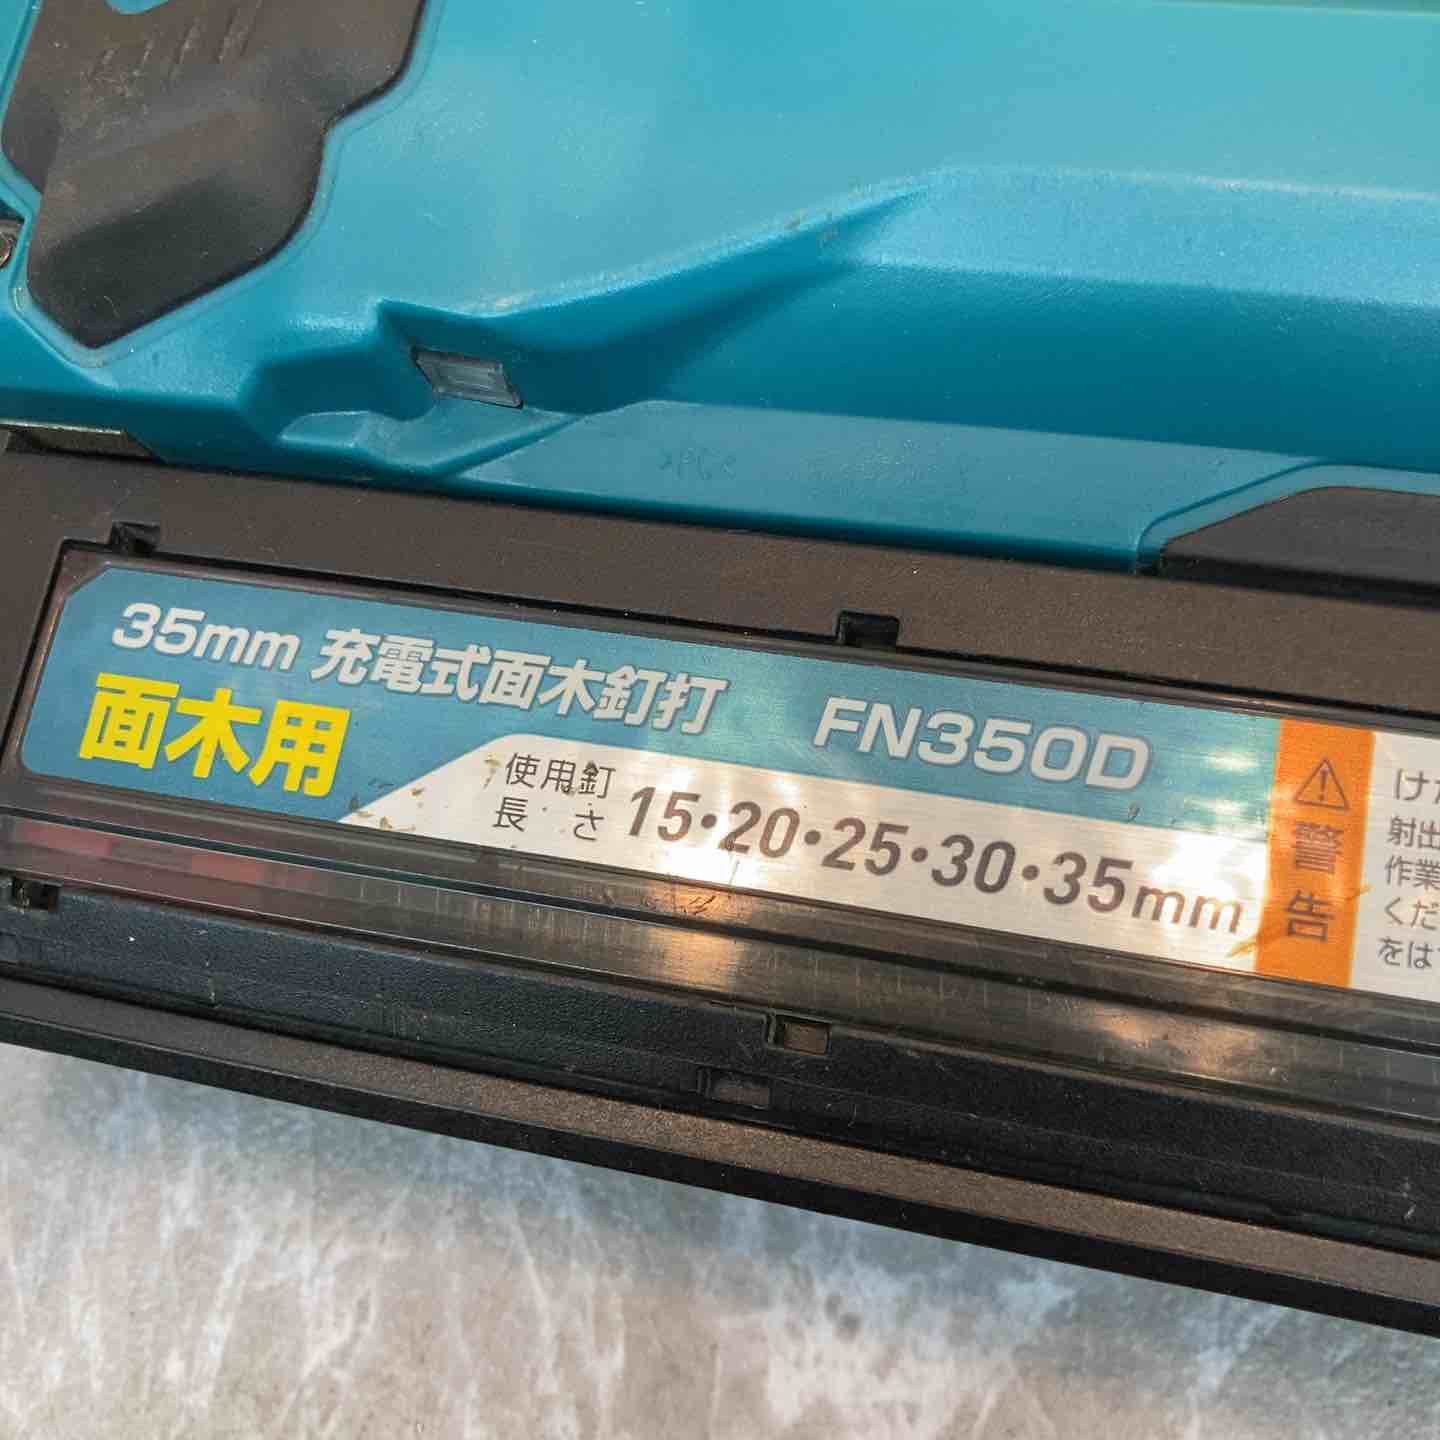 35mm 充電式面木釘打 FN350D
面木用
使用釘
長さ 15・20・25・30・35mm
警告
けが
射出
作業
くだ
をは